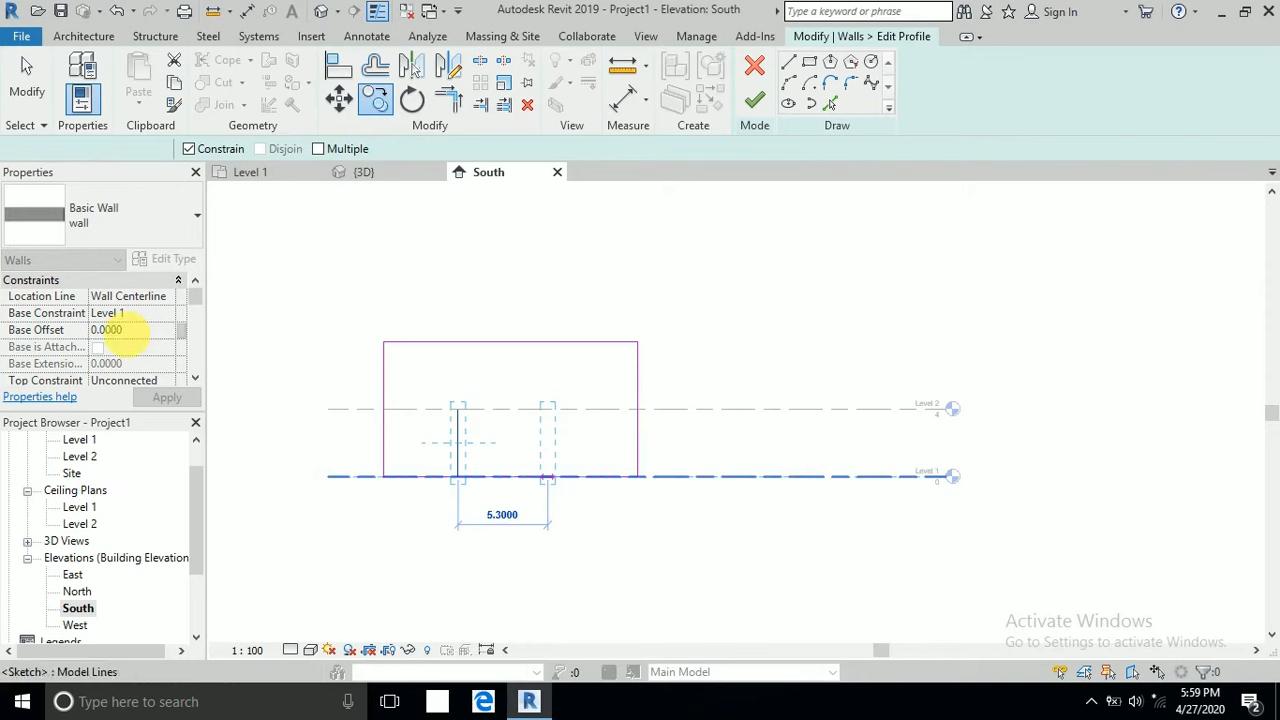 Autodesk Revit 2019 - Project1 - Elevation: South
Type a keyword or phrase
Sign In
File Architecture Structure Steel Systems Insert Annotate Analyze Massing & Site Collaborate View Manage Add-Ins Modify | Walls > Edit Profile
Modify
Properties
Paste
Cope
Cut
Join
Select Properties Clipboard Geometry Modify View Measure Create Mode Draw
Constrain Disjoin Multiple
Properties
Level 1 {3D} South
Basic Wall
wall
Walls
Edit Type
Constraints
Location Line Wall Centerline
Base Constraint Level 1
Base Offset 0.0000
Base is Attach...
Base Extensio... 0.0000
Top Constraint Unconnected
Properties help
Apply
Project Browser - Project1
Level 1
Level 2
Site
Ceiling Plans
Level 1
Level 2
3D Views
Elevations (Building Elevation
East
North
South
West
Legends
Level 2
4
Level 1
0
5.3000
Activate Windows
Go to Settings to activate Windows.
1 : 100
<Sketch> : Model Lines
:0
Main Model
:0
Type here to search
5:59 PM
4/27/2020
2